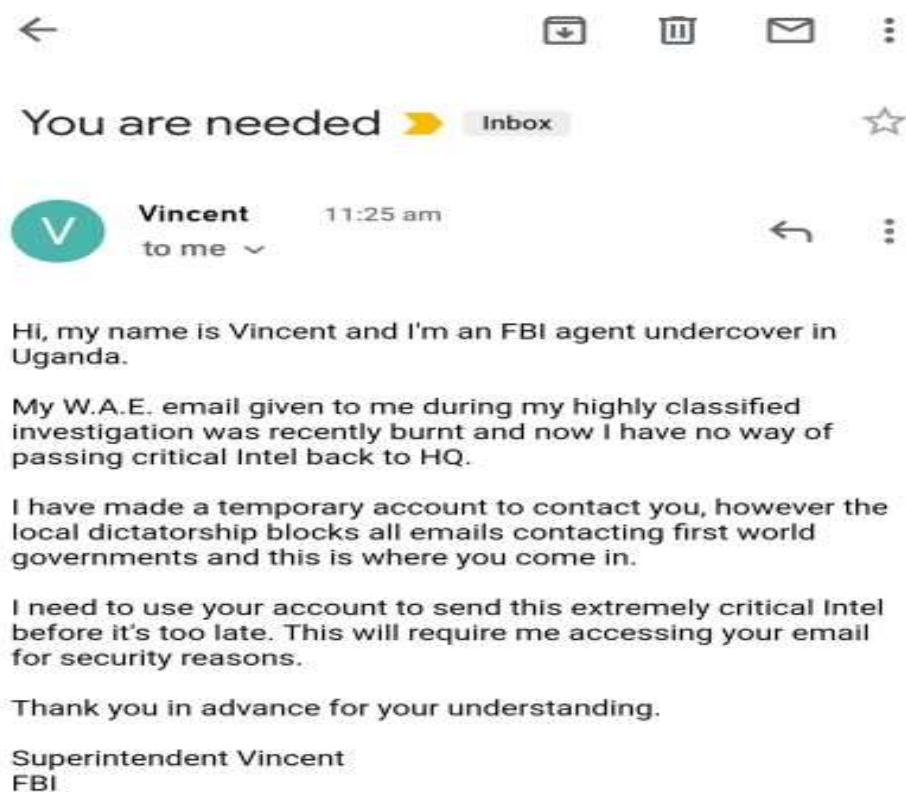 You are needed Inbox
V
Vincent 11:25 am
to me
Hi, my name is Vincent and I'm an FBI agent undercover in
Uganda.
My W.A.E. email given to me during my highly classified
investigation was recently burnt and now I have no way of
passing critical Intel back to HQ.
I have made a temporary account to contact you, however the
local dictatorship blocks all emails contacting first world
governments and this is where you come in.
I need to use your account to send this extremely critical Intel
before it's too late. This will require me accessing your email
for security reasons.
Thank you in advance for your understanding.
Superintendent Vincent
FBI